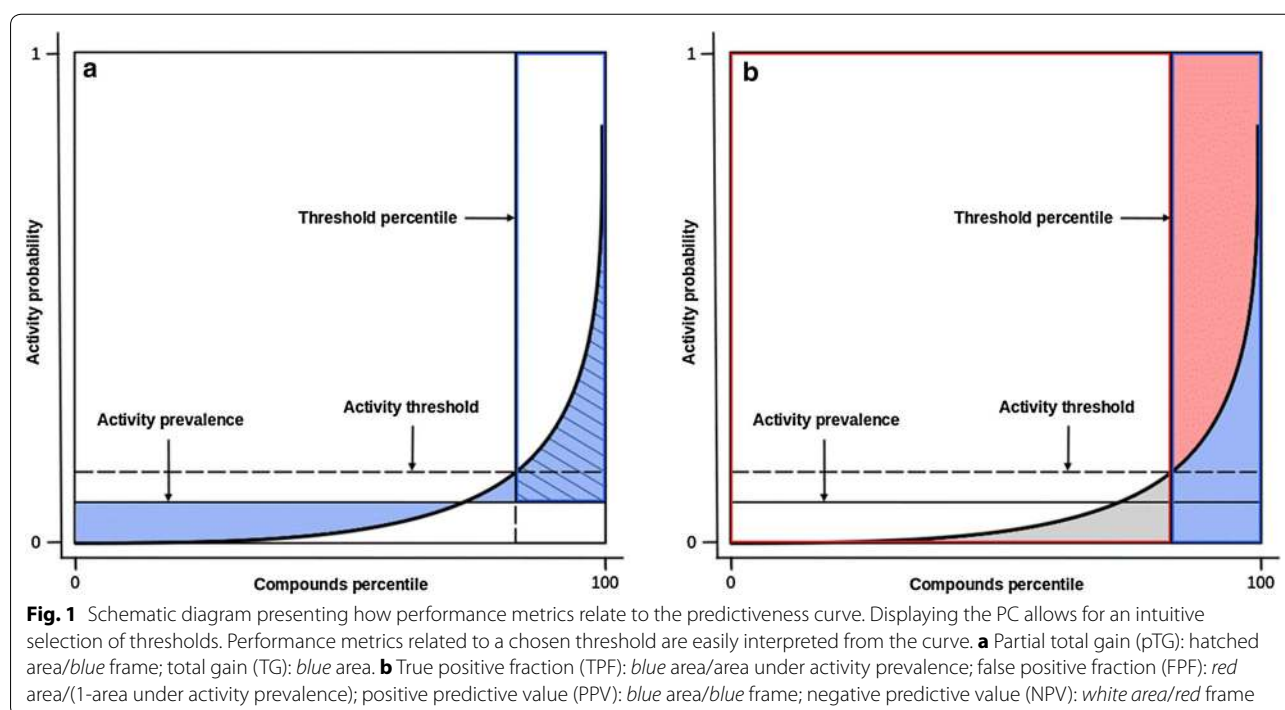 1
a
Threshold percentile
Activity probability
Activity threshold
Activity prevalence
0
0
Compounds percentile
100
1
b
Threshold percentile
Activity probability
Activity threshold
Activity prevalence
0
0
Compounds percentile
100
Fig. 1 Schematic diagram presenting how performance metrics relate to the predictiveness curve. Displaying the PC allows for an intuitive
selection of thresholds. Performance metrics related to a chosen threshold are easily interpreted from the curve. a Partial total gain (pTG): hatched
area/blue frame; total gain (TG): blue area. b True positive fraction (TPF): blue area/area under activity prevalence; false positive fraction (FPF): red
area/(1-area under activity prevalence); positive predictive value (PPV): blue area/blue frame; negative predictive value (NPV): white area/red frame